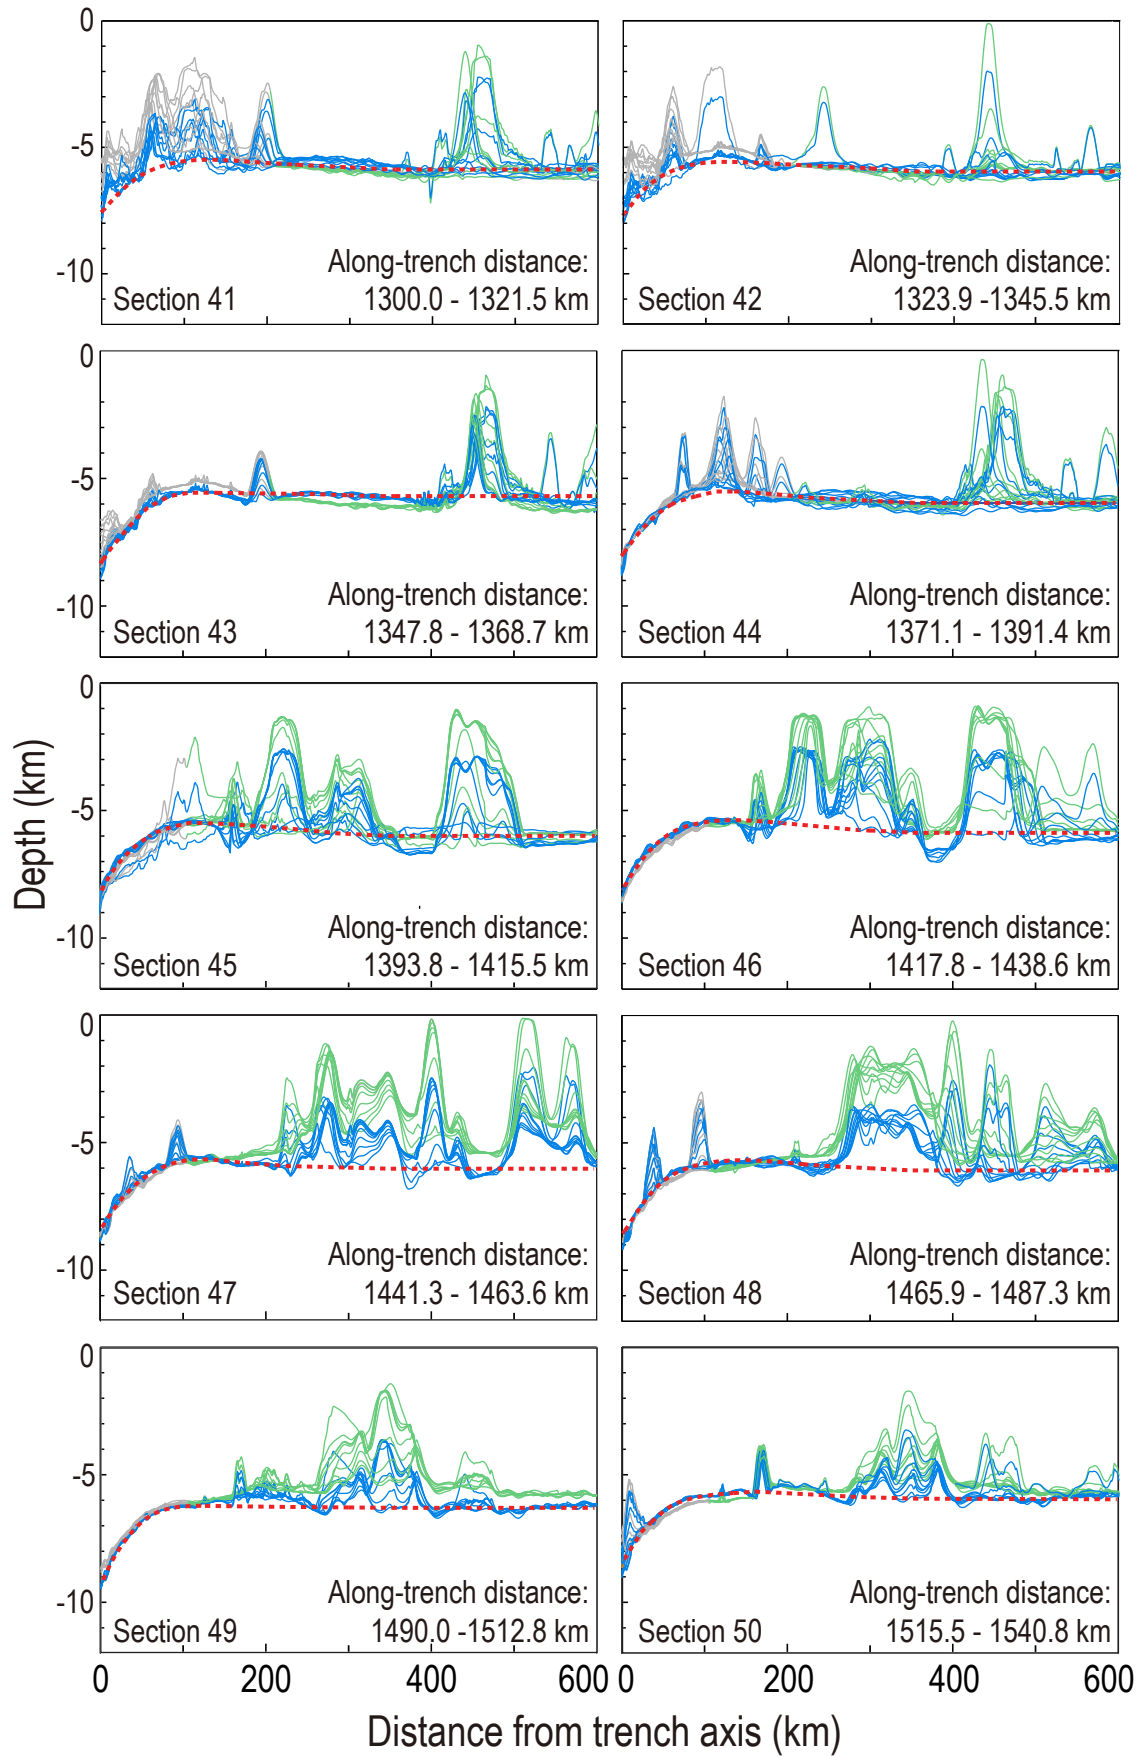 0
-5
-10
Along-trench distance:
Section 41 1300.0 - 1321.5 km
Along-trench distance:
Section 42 1323.9 -1345.5 km
0
-5
-10
Along-trench distance:
Section 43 1347.8 - 1368.7 km
Along-trench distance:
Section 44 1371.1 - 1391.4 km
Depth (km)
0
-5
-10
Along-trench distance:
Section 45 1393.8 - 1415.5 km
Along-trench distance:
Section 46 1417.8 - 1438.6 km
0
-5
-10
Along-trench distance:
Section 47 1441.3 - 1463.6 km
Along-trench distance:
Section 48 1465.9 - 1487.3 km
0
-5
-10
Along-trench distance:
Section 49 1490.0 -1512.8 km
Along-trench distance:
Section 50 1515.5 - 1540.8 km
0 200 400 600 0 200 400 600
Distance from trench axis (km)